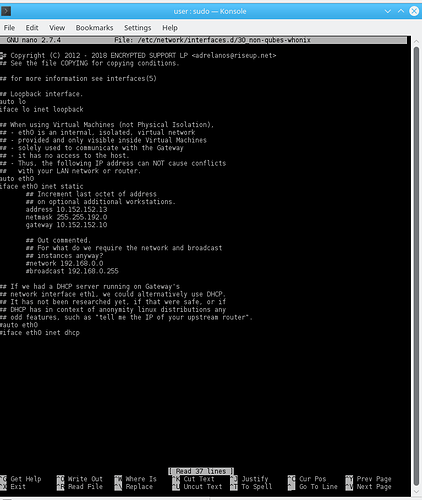 user : sudo — Konsole
File Edit View Bookmarks Settings Help
GNU nano 2.7.4 File: /etc/network/interfaces.d/30_non-qubes-whonix
## Copyright (C) 2012 - 2018 ENCRYPTED SUPPORT LP <adrelanos@riseup.net>
## See the file COPYING for copying conditions.
## for more information see interfaces(5)
## Loopback interface.
auto lo
iface lo inet loopback
## When using Virtual Machines (not Physical Isolation),
## - eth0 is an internal, isolated, virtual network
## - provided and only visible inside Virtual Machines
## - solely used to communicate with the Gateway
## - it has no access to the host.
## - Thus, the following IP address can NOT cause conflicts
## with your LAN network or router.
auto eth0
iface eth0 inet static
## Increment last octet of address
## on optional additional workstations.
address 10.152.152.13
netmask 255.255.192.0
gateway 10.152.152.10
## Out commented.
## For what do we require the network and broadcast
## instances anyway?
#network 192.168.0.0
#broadcast 192.168.0.255
## If we had a DHCP server running on Gateway's
## network interface eth1, we could alternatively use DHCP.
## It has not been researched yet, if that were safe, or if
## DHCP has in context of anonymity linux distributions any
## odd features, such as "tell me the IP of your upstream router".
#auto eth0
#iface eth0 inet dhcp
[ Read 37 lines ]
^G Get Help ^O Write Out ^W Where Is ^K Cut Text ^J Justify ^C Cur Pos ^Y Prev Page
^X Exit ^R Read File ^\ Replace ^U Uncut Text ^T To Spell ^_ Go To Line ^V Next Page